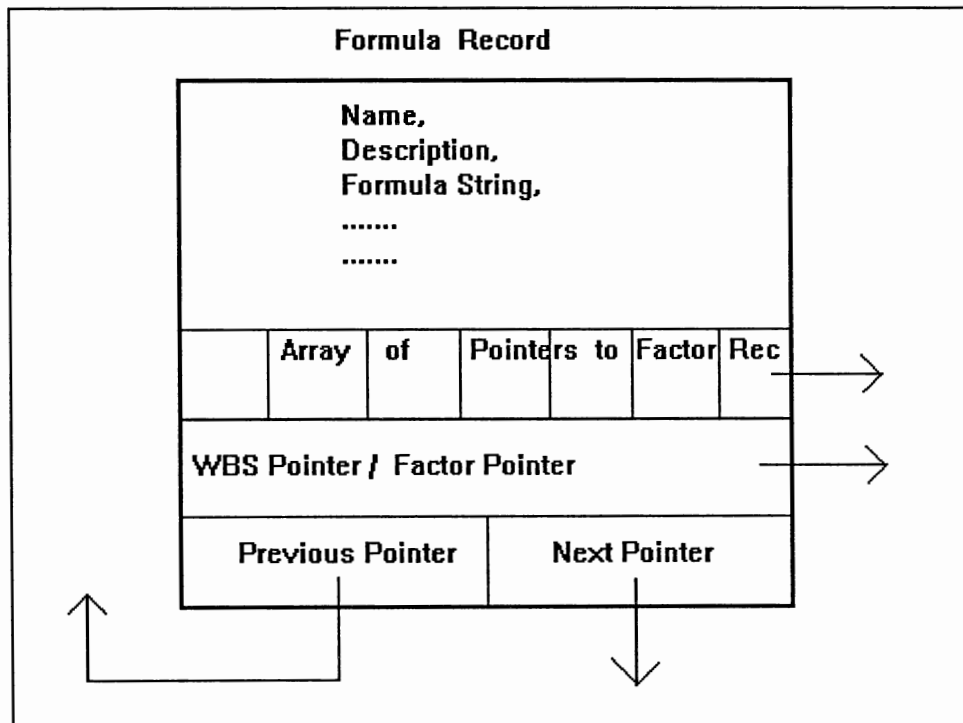 Formula Record
Name,
Description,
Formula String,
.......
.......
Array of Pointers to Factor Rec
WBS Pointer / Factor Pointer
Previous Pointer Next Pointer